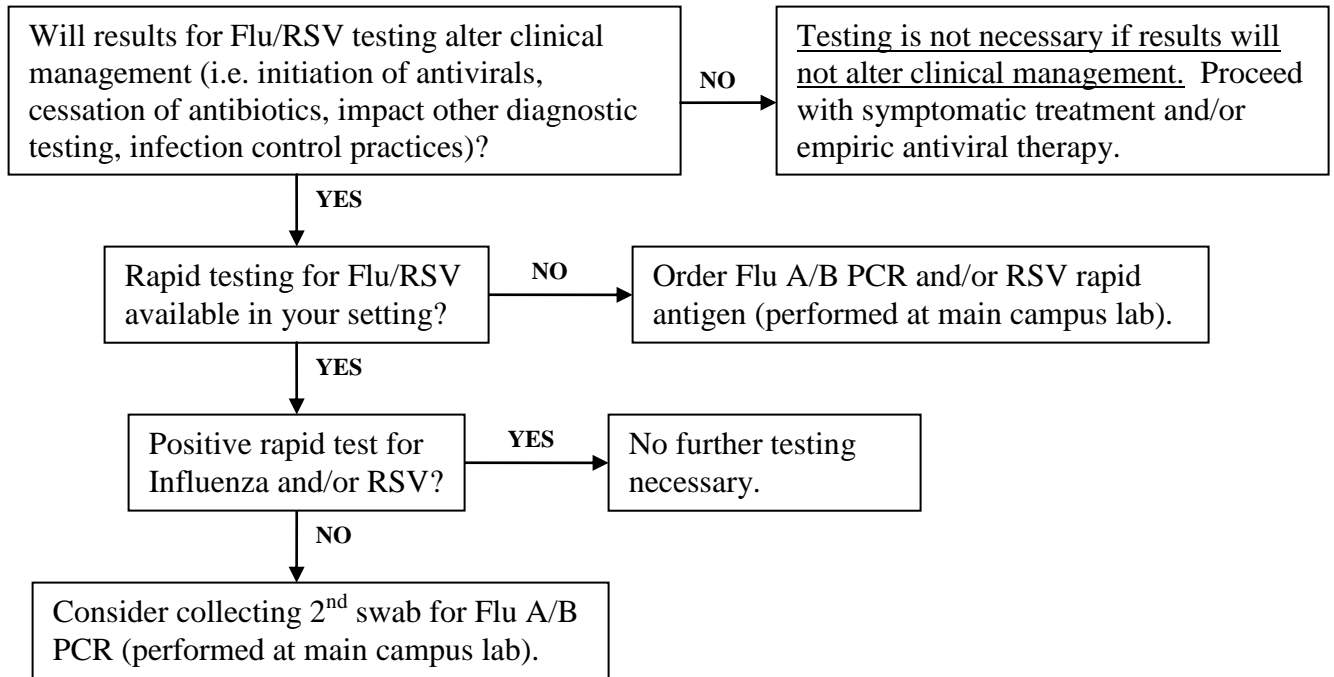 Will results for Flu/RSV testing alter clinical
management (i.e. initiation of antivirals,
cessation of antibiotics, impact other diagnostic
testing, infection control practices)?
NO
Testing is not necessary if results will
not alter clinical management.  Proceed
with symptomatic treatment and/or
empiric antiviral therapy.
YES
Rapid testing for Flu/RSV
available in your setting?
NO
Order Flu A/B PCR and/or RSV rapid
antigen (performed at main campus lab).
YES
Positive rapid test for
Influenza and/or RSV?
YES
No further testing
necessary.
NO
Consider collecting 2nd swab for Flu A/B
PCR (performed at main campus lab).